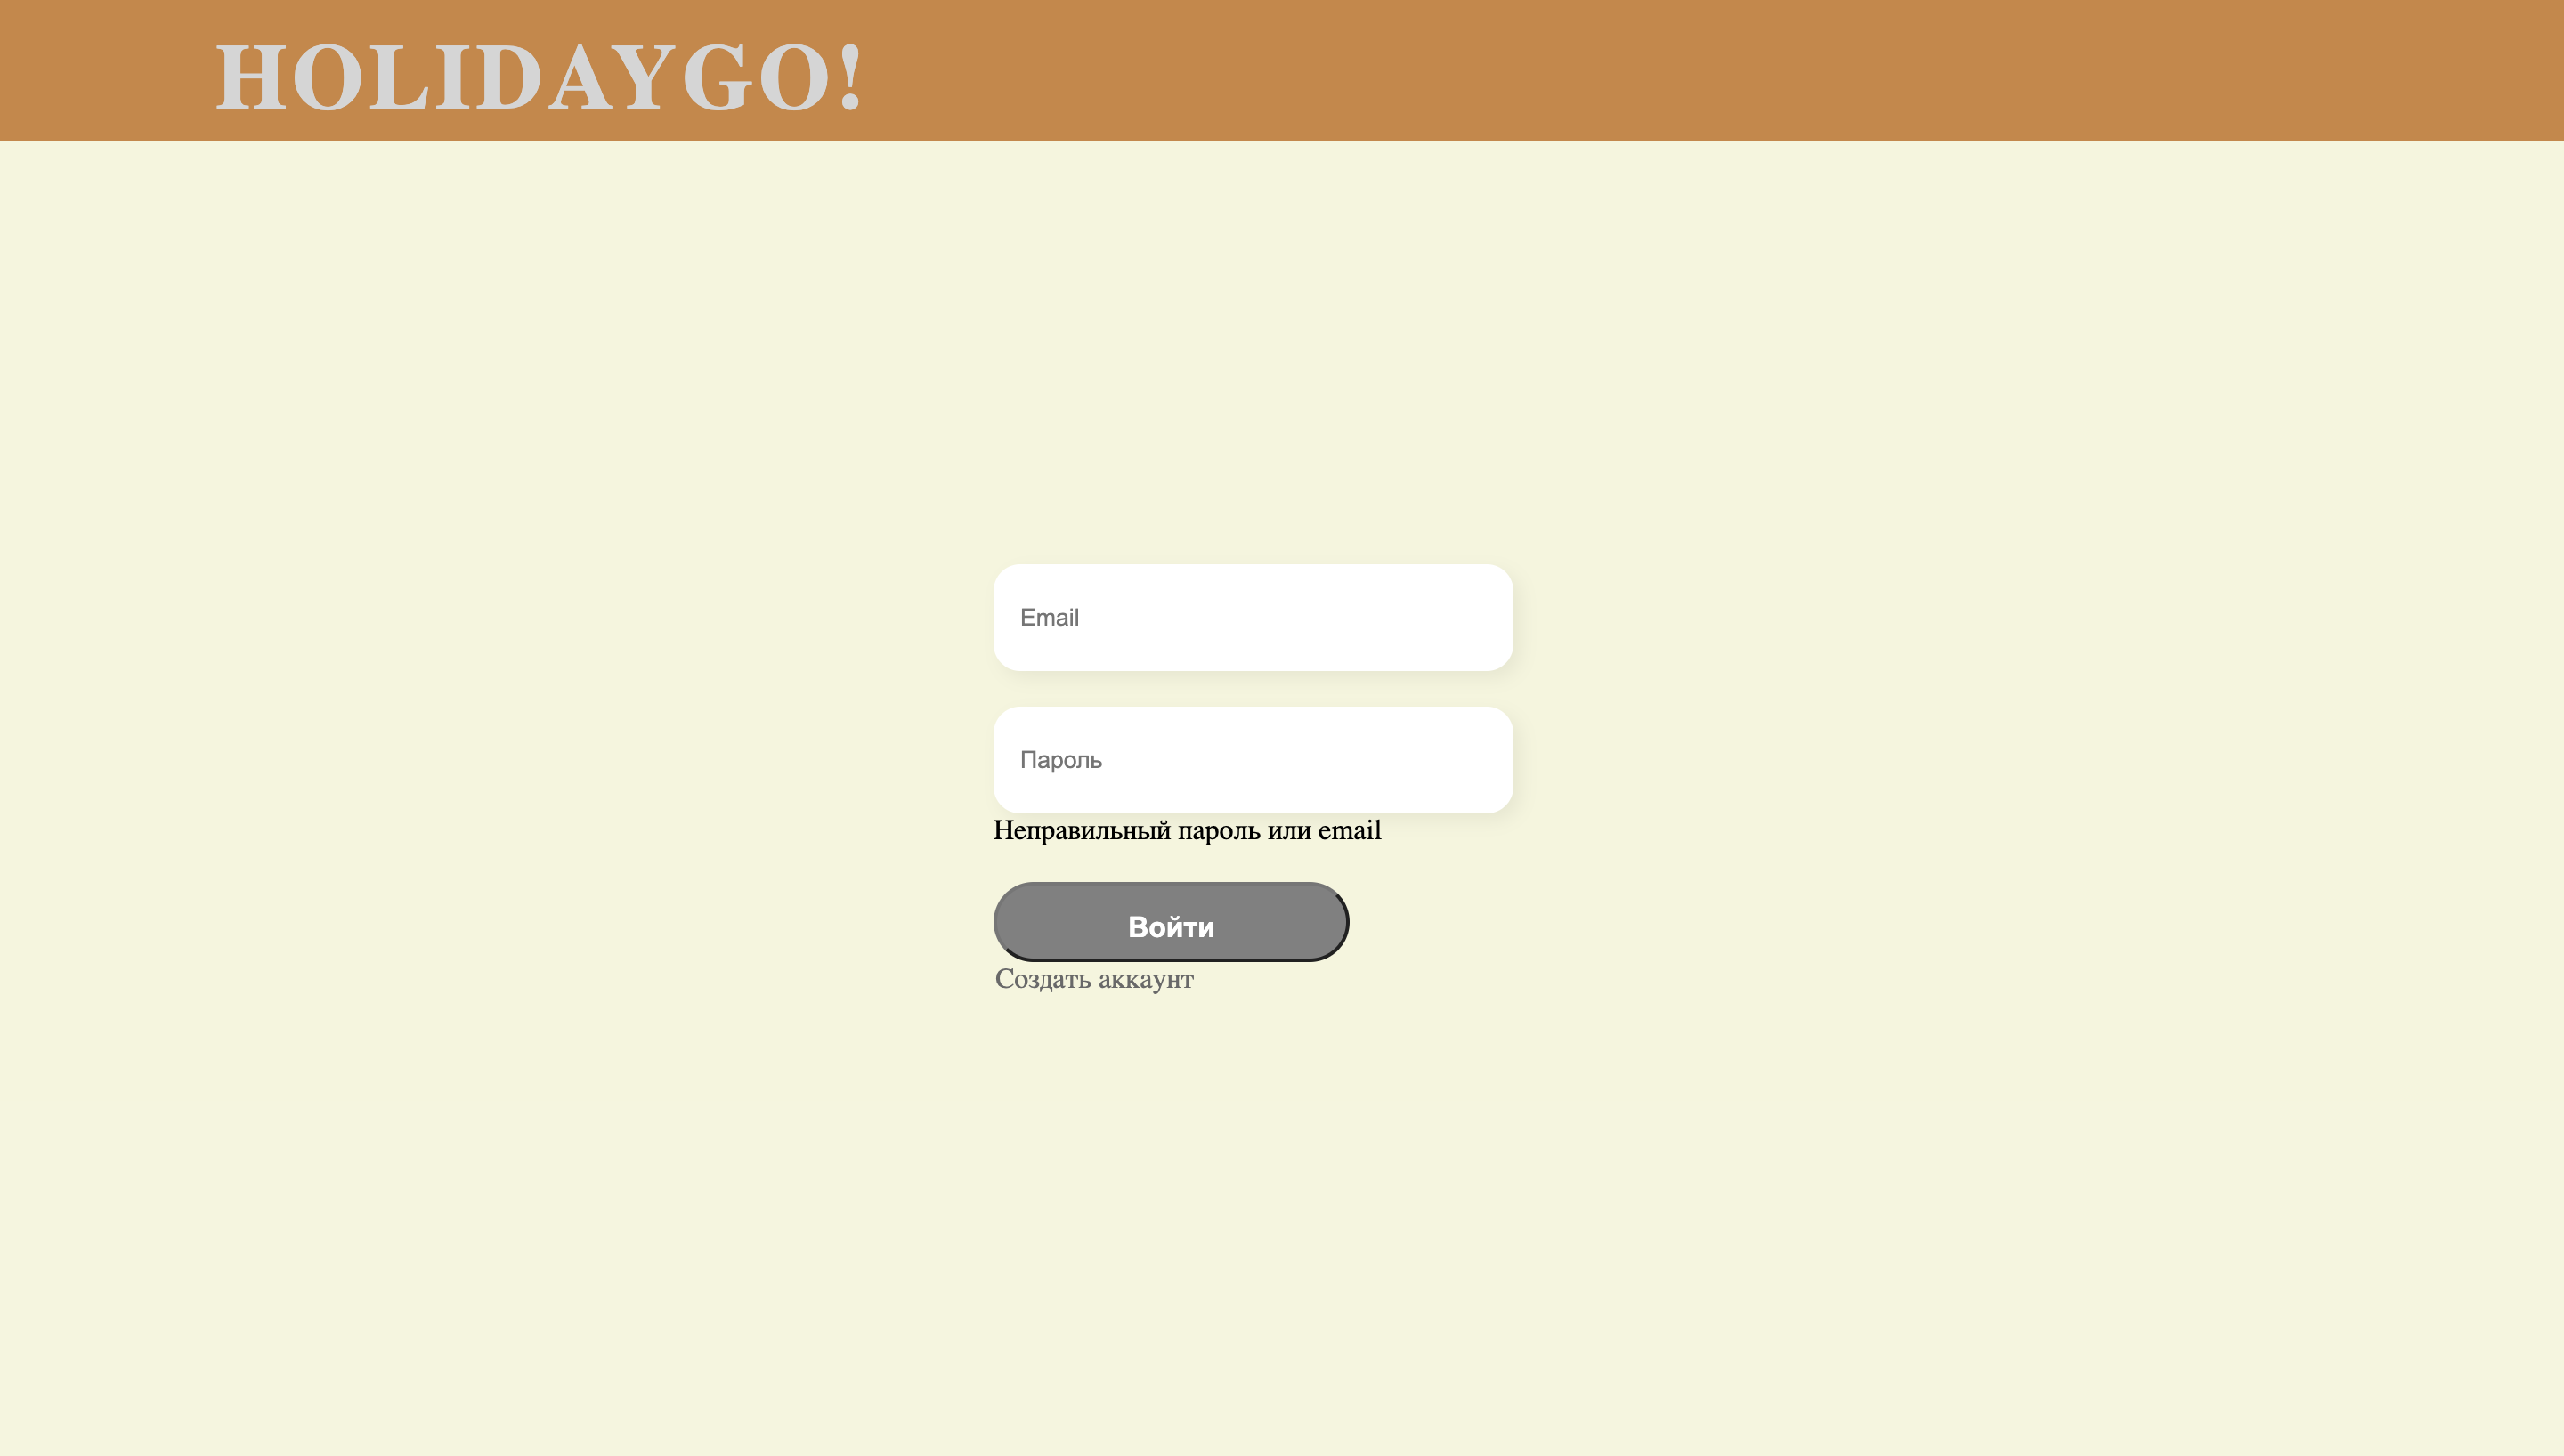 HOLIDAYGO!
Email
Пароль
Неправильный пароль или email
Войти
Создать аккаунт